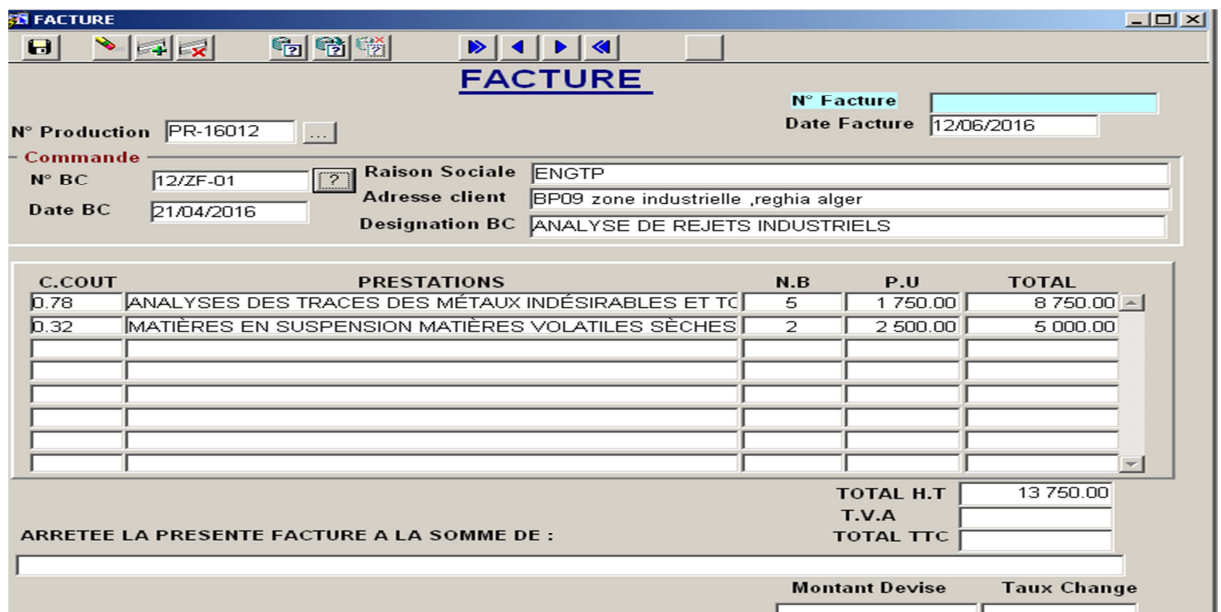 FACTURE
FACTURE
N° Facture
N° Production PR-16012 ... Date Facture 12/06/2016
Commande
N° BC 12/ZF-01 ? Raison Sociale ENGTP
Adresse client BP09 zone industrielle ,reghia alger
Date BC 21/04/2016
Designation BC ANALYSE DE REJETS INDUSTRIELS
C.COUT PRESTATIONS N.B P.U TOTAL
0.78 ANALYSES DES TRACES DES MÉTAUX INDÉSIRABLES ET TO 5 1 750.00 8 750.00
0.32 MATIÈRES EN SUSPENSION MATIÈRES VOLATILES SÈCHES 2 2 500.00 5 000.00
TOTAL H.T 13 750.00
T.V.A
ARRETEE LA PRESENTE FACTURE A LA SOMME DE : TOTAL TTC
Montant Devise Taux Change